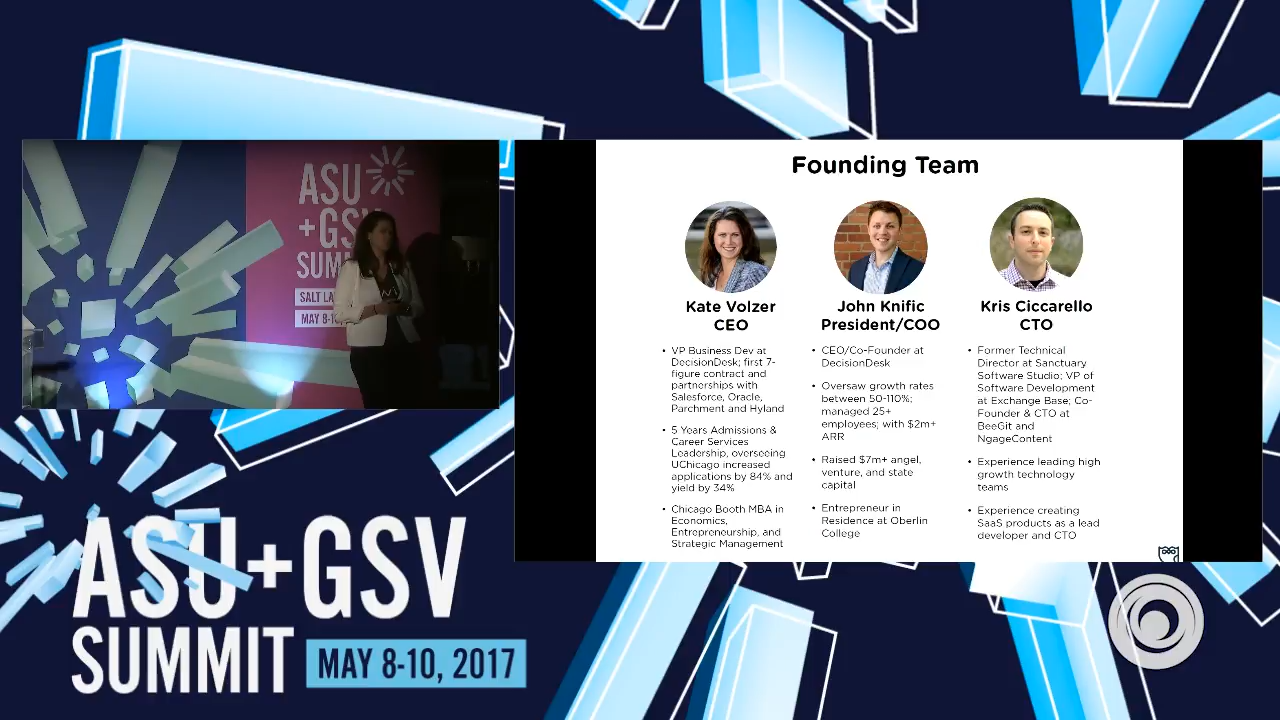 ASU
+GSV
SUM
SALT LA
MAY 8-1
Founding Team
Kate Volzer
CEO
• VP Business Dev at
DecisionDesk; first 7-
figure contract and
partnerships with
Salesforce, Oracle,
Parchment and Hyland
• 5 Years Admissions &
Career Services
Leadership, overseeing
UChicago increased
applications by 84% and
yield by 34%
• Chicago Booth MBA in
Economics,
Entrepreneurship, and
Strategic Management
John Knific
President/COO
• CEO/Co-Founder at
DecisionDesk
• Oversaw growth rates
between 50-110%;
managed 25+
employees; with $2m+
ARR
• Raised $7m+ angel,
venture, and state
capital
• Entrepreneur in
Residence at Oberlin
College
Kris Ciccarello
CTO
• Former Technical
Director at Sanctuary
Software Studio; VP of
Software Development
at Exchange Base; Co-
Founder & CTO at
BeeGit and
NgageContent
• Experience leading high
growth technology
teams
• Experience creating
SaaS products as a lead
developer and CTO
ASU+GSV
SUMMIT
MAY 8-10, 2017